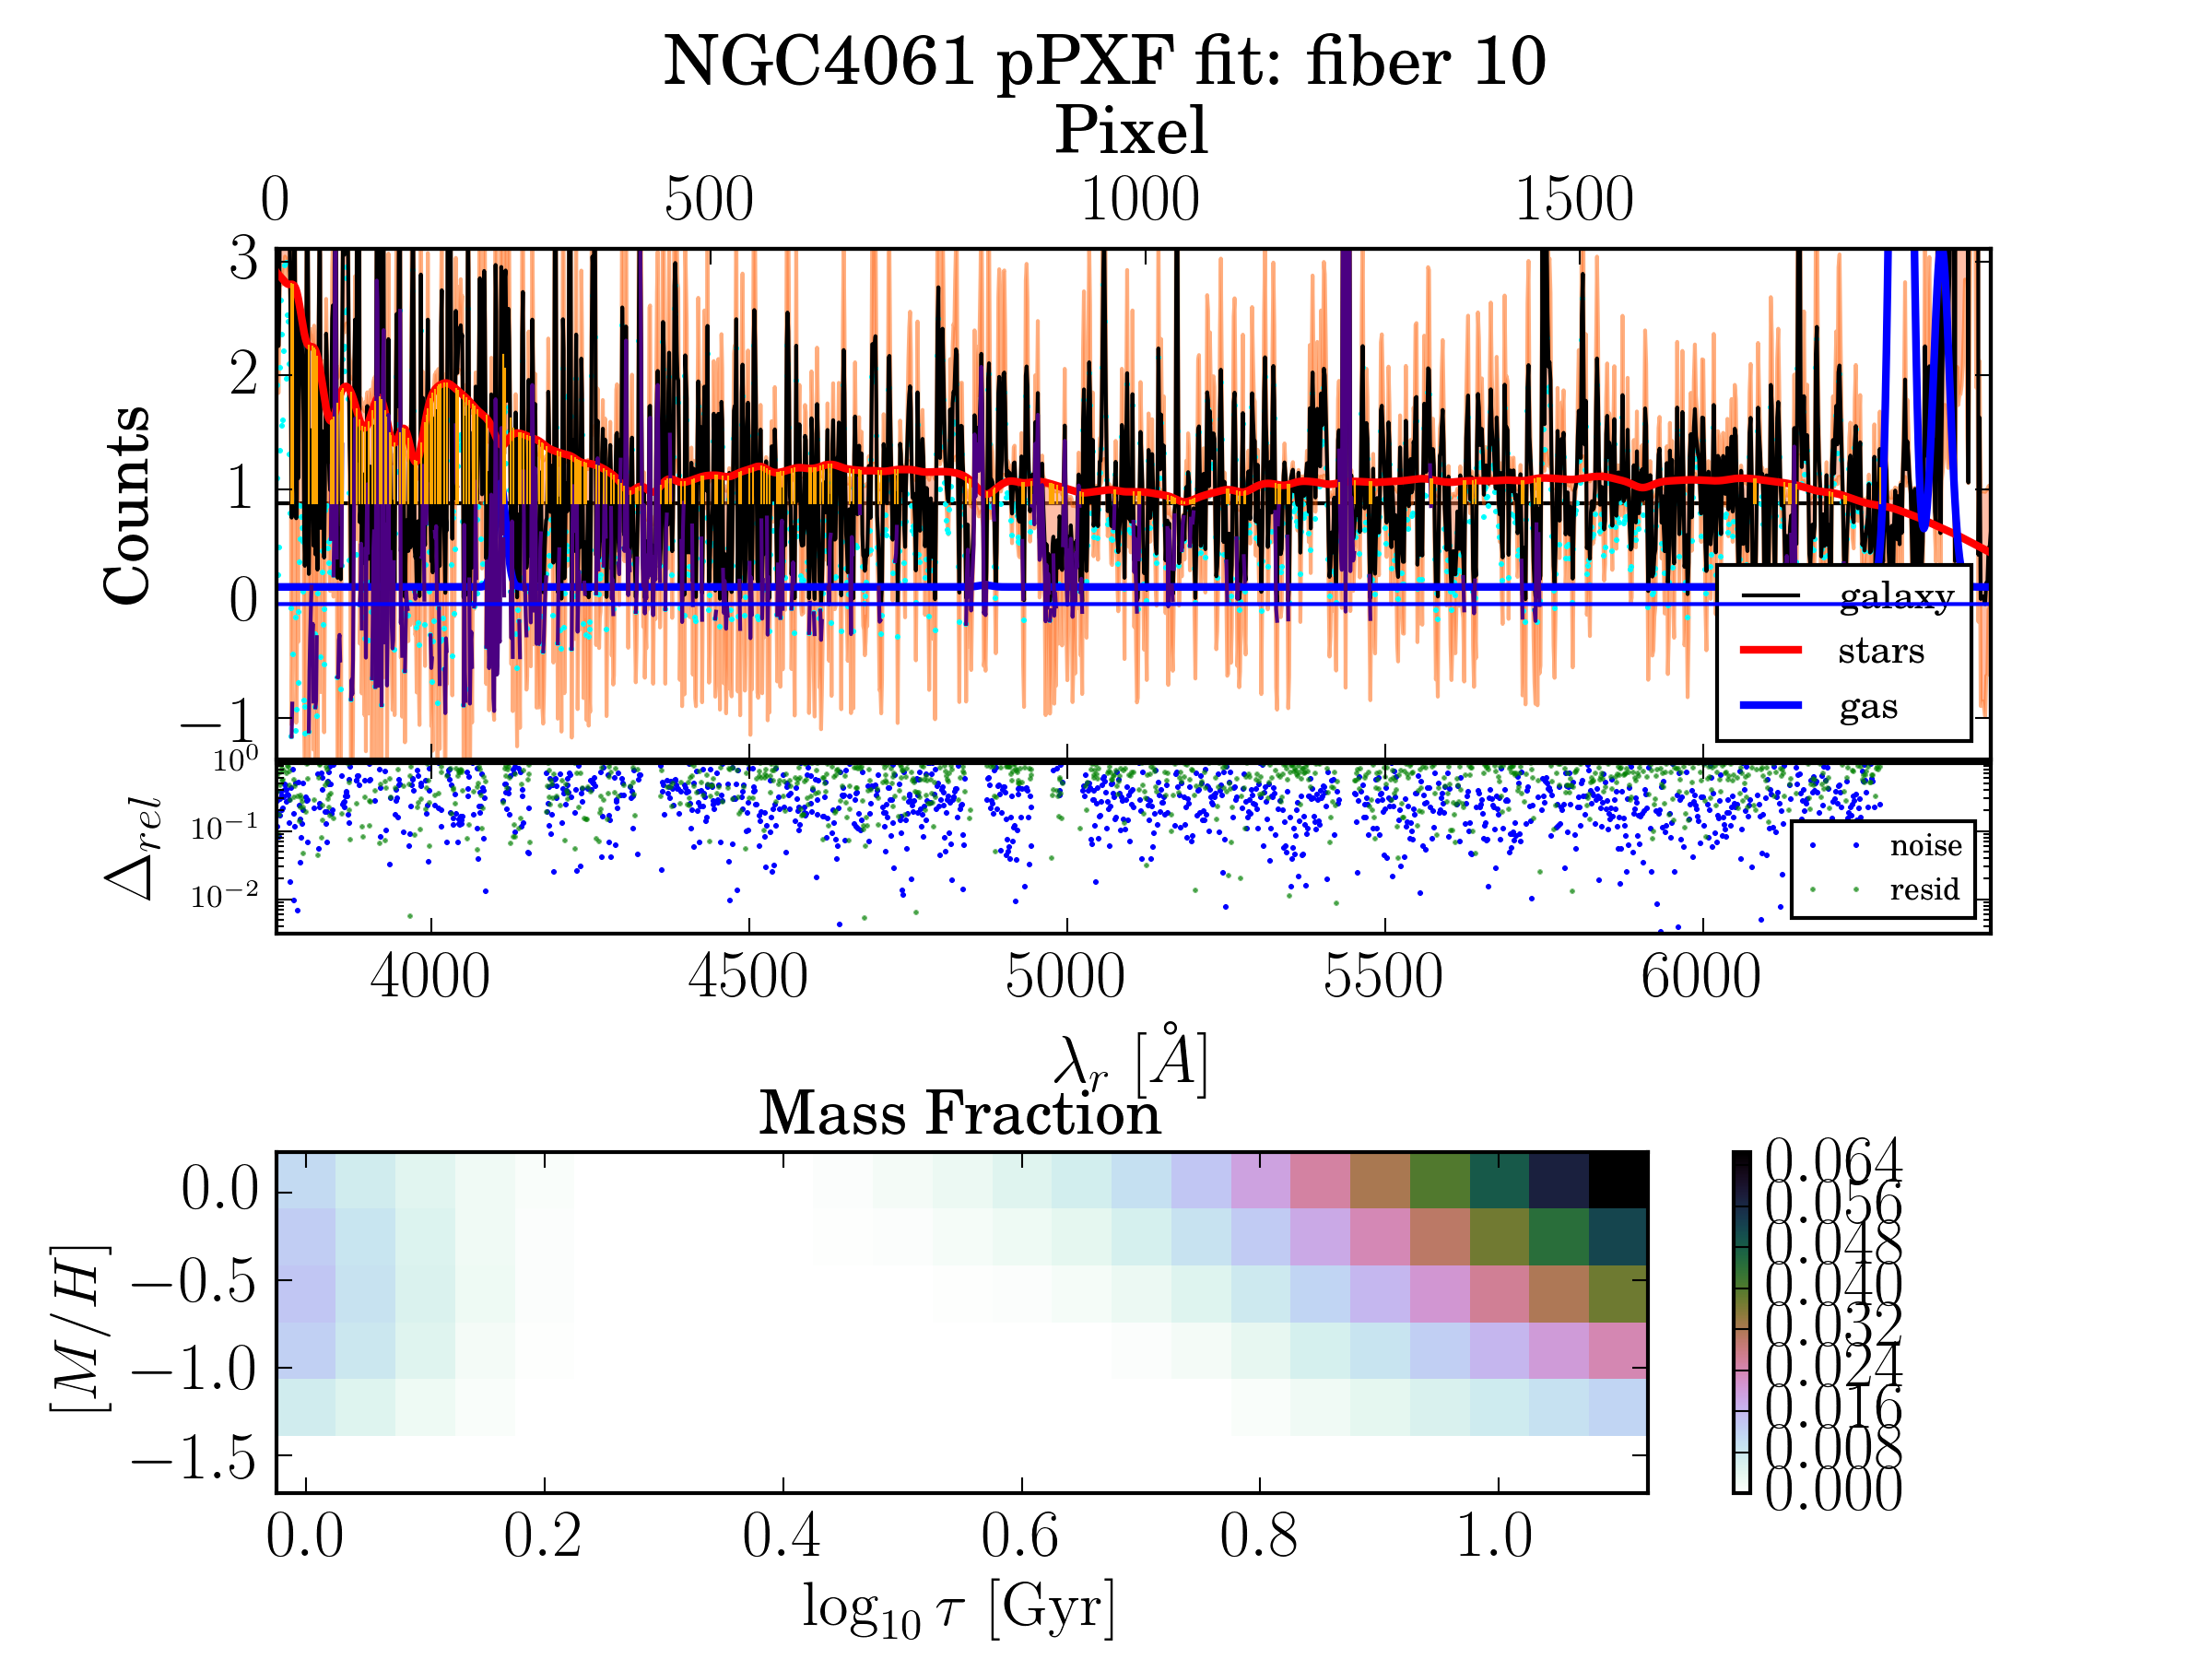 NGC4061 pPXF fit: fiber 10
Pixel
0 500 1000 1500
Counts
3
2
1
0
−1
galaxy
stars
gas
Δrel
10^0
10^−1
10^−2
noise
resid
4000 4500 5000 5500 6000
λr [Å]
Mass Fraction
[M/H]
0.0
−0.5
−1.0
−1.5
0.0 0.2 0.4 0.6 0.8 1.0
log10 τ [Gyr]
0.064
0.056
0.048
0.040
0.032
0.024
0.016
0.008
0.000